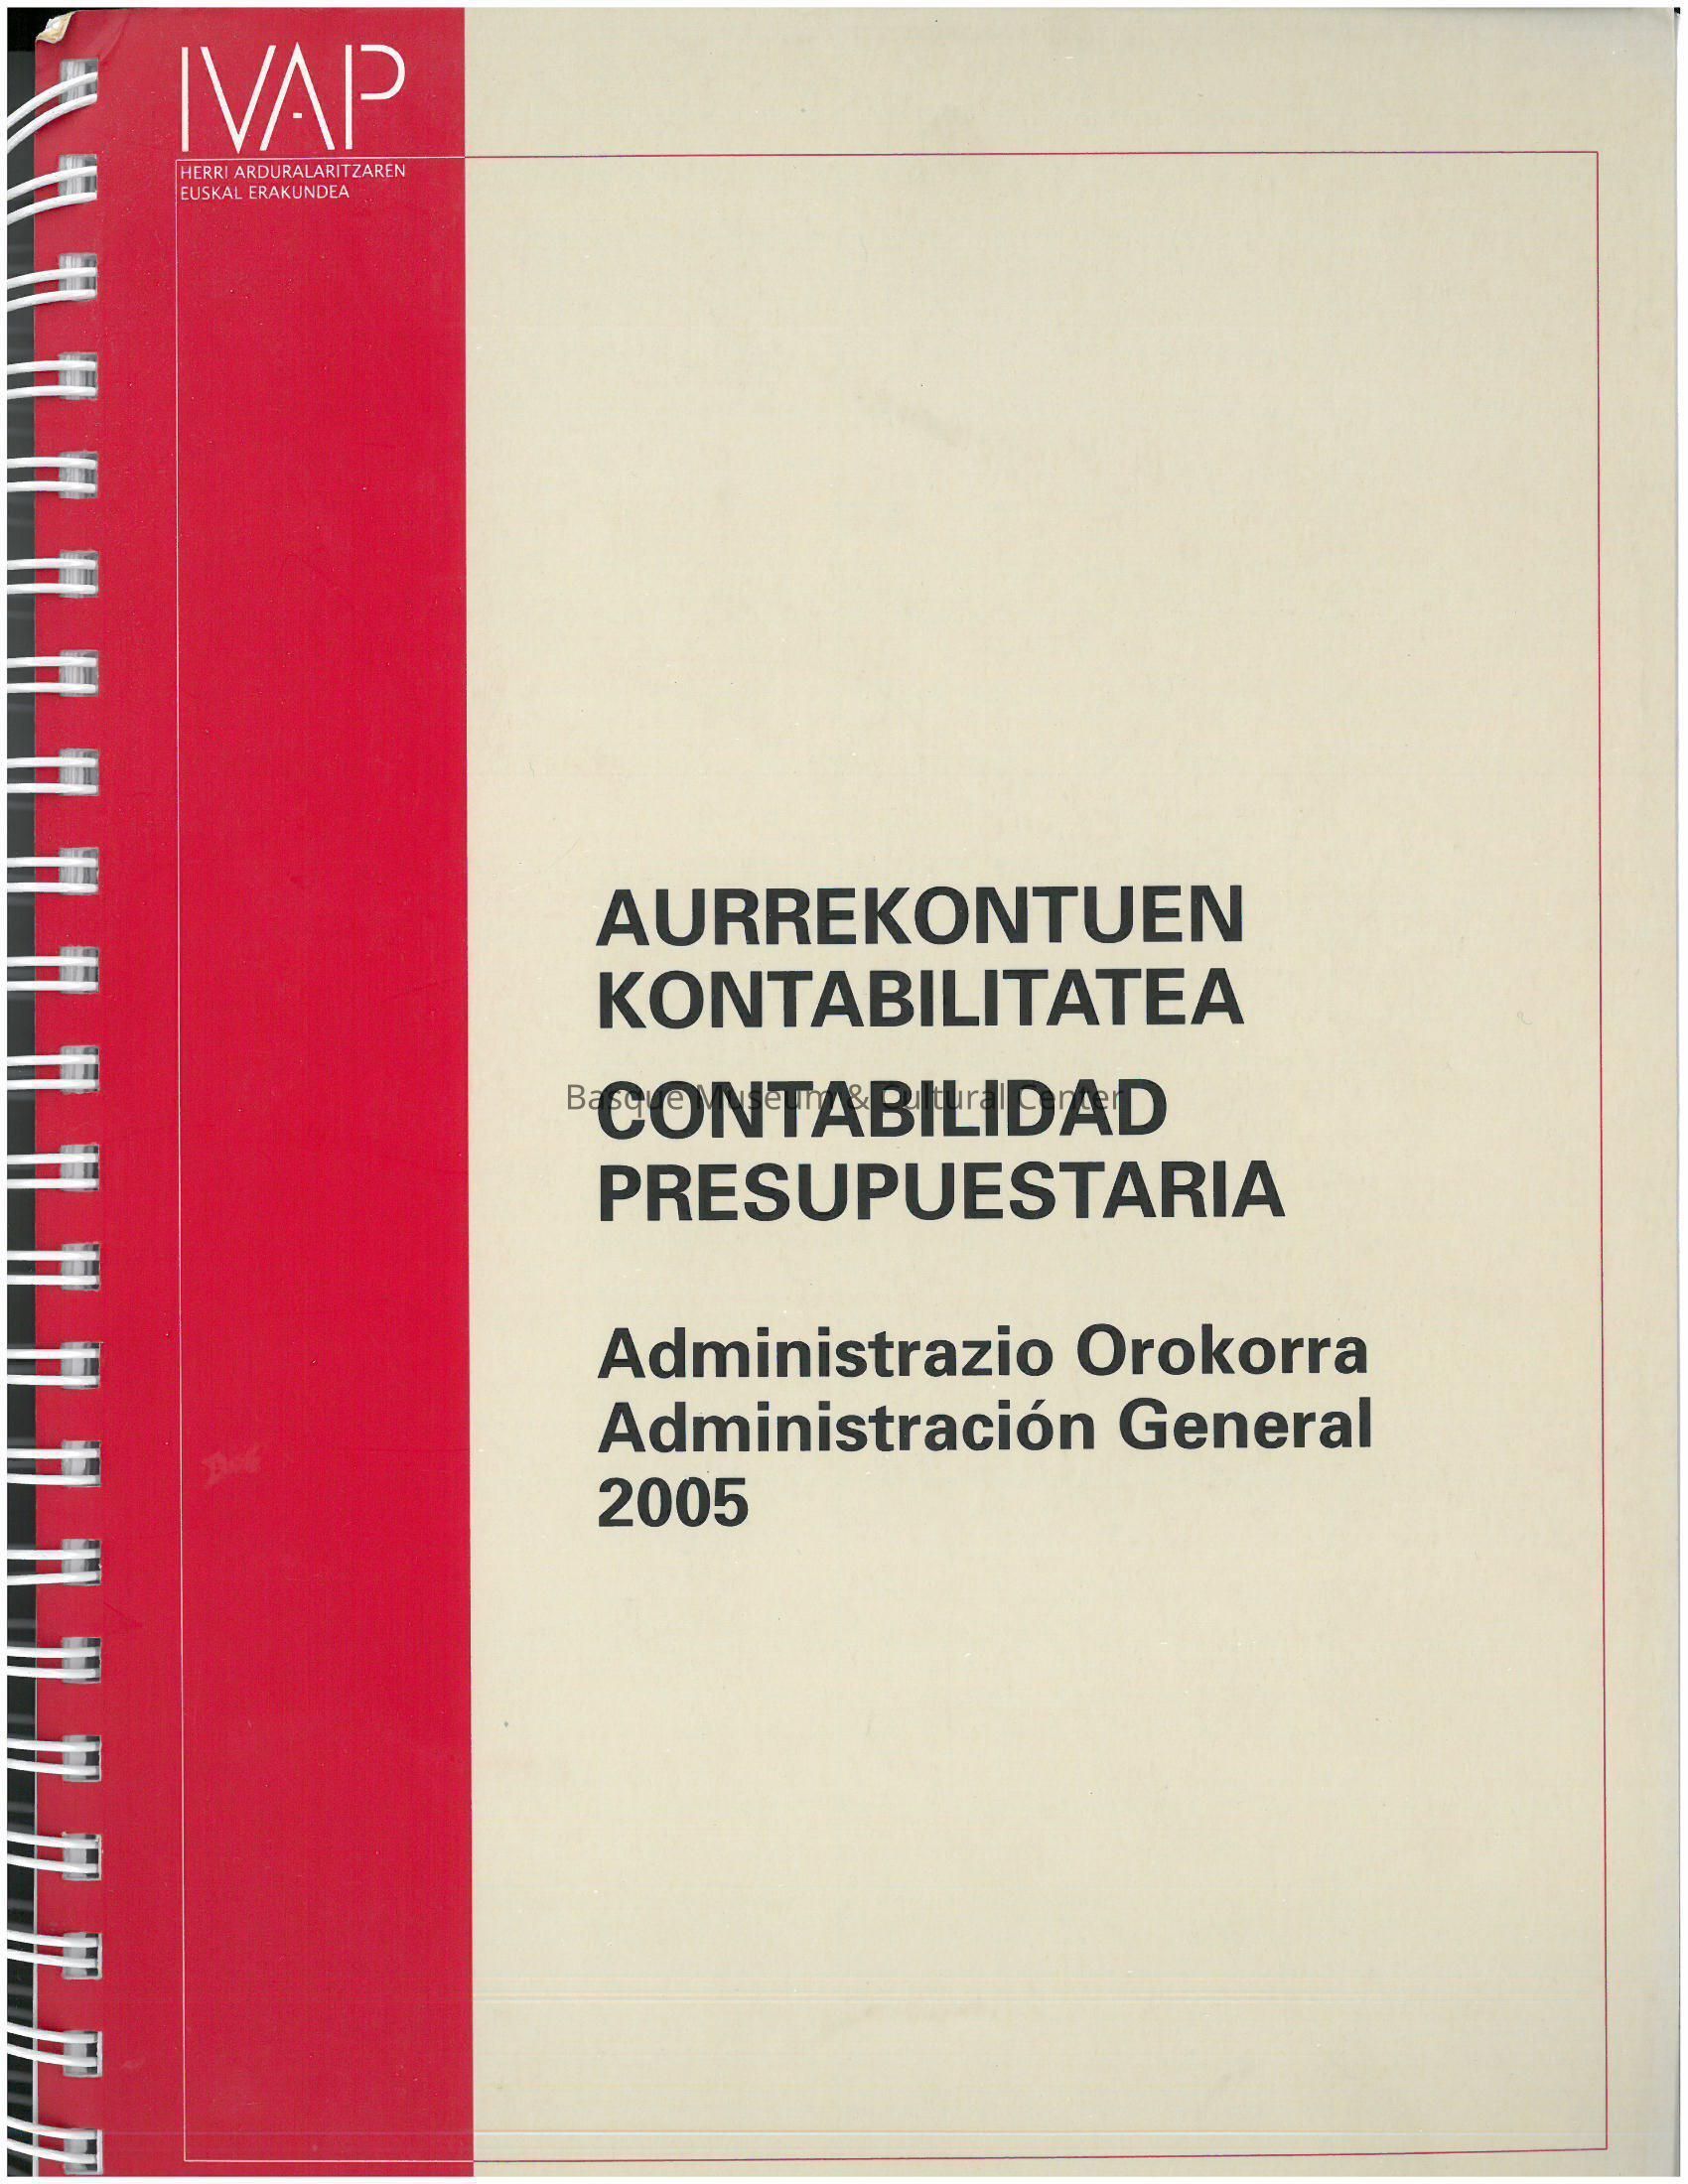 IVAP
HERRI ARDURALARITZAREN
EUSKAL ERAKUNDEA
AURREKONTUEN
KONTABILITATEA
CONTABILIDAD
Basque Museum & Cultural Center
PRESUPUESTARIA
Administrazio Orokorra
Administración General
2005